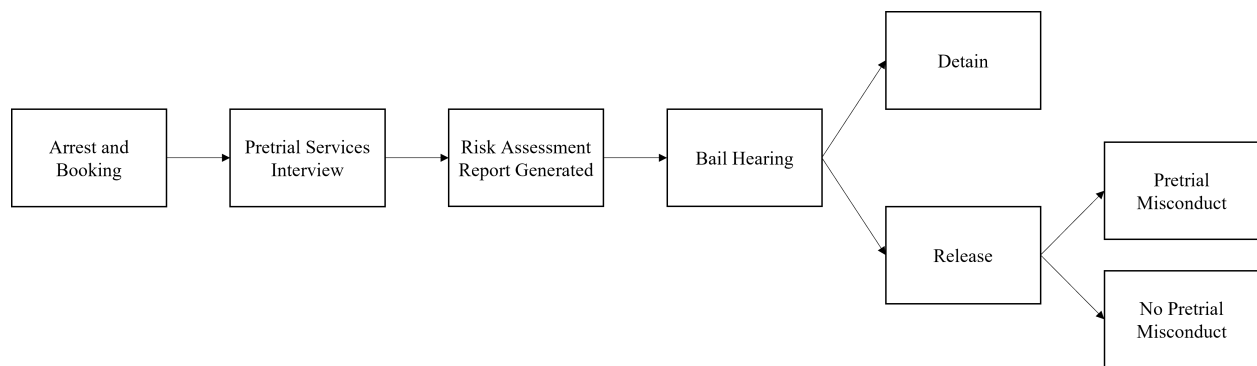 Arrest and
Booking
Pretrial Services
Interview
Risk Assessment
Report Generated
Bail Hearing
Detain
Release
Pretrial
Misconduct
No Pretrial
Misconduct